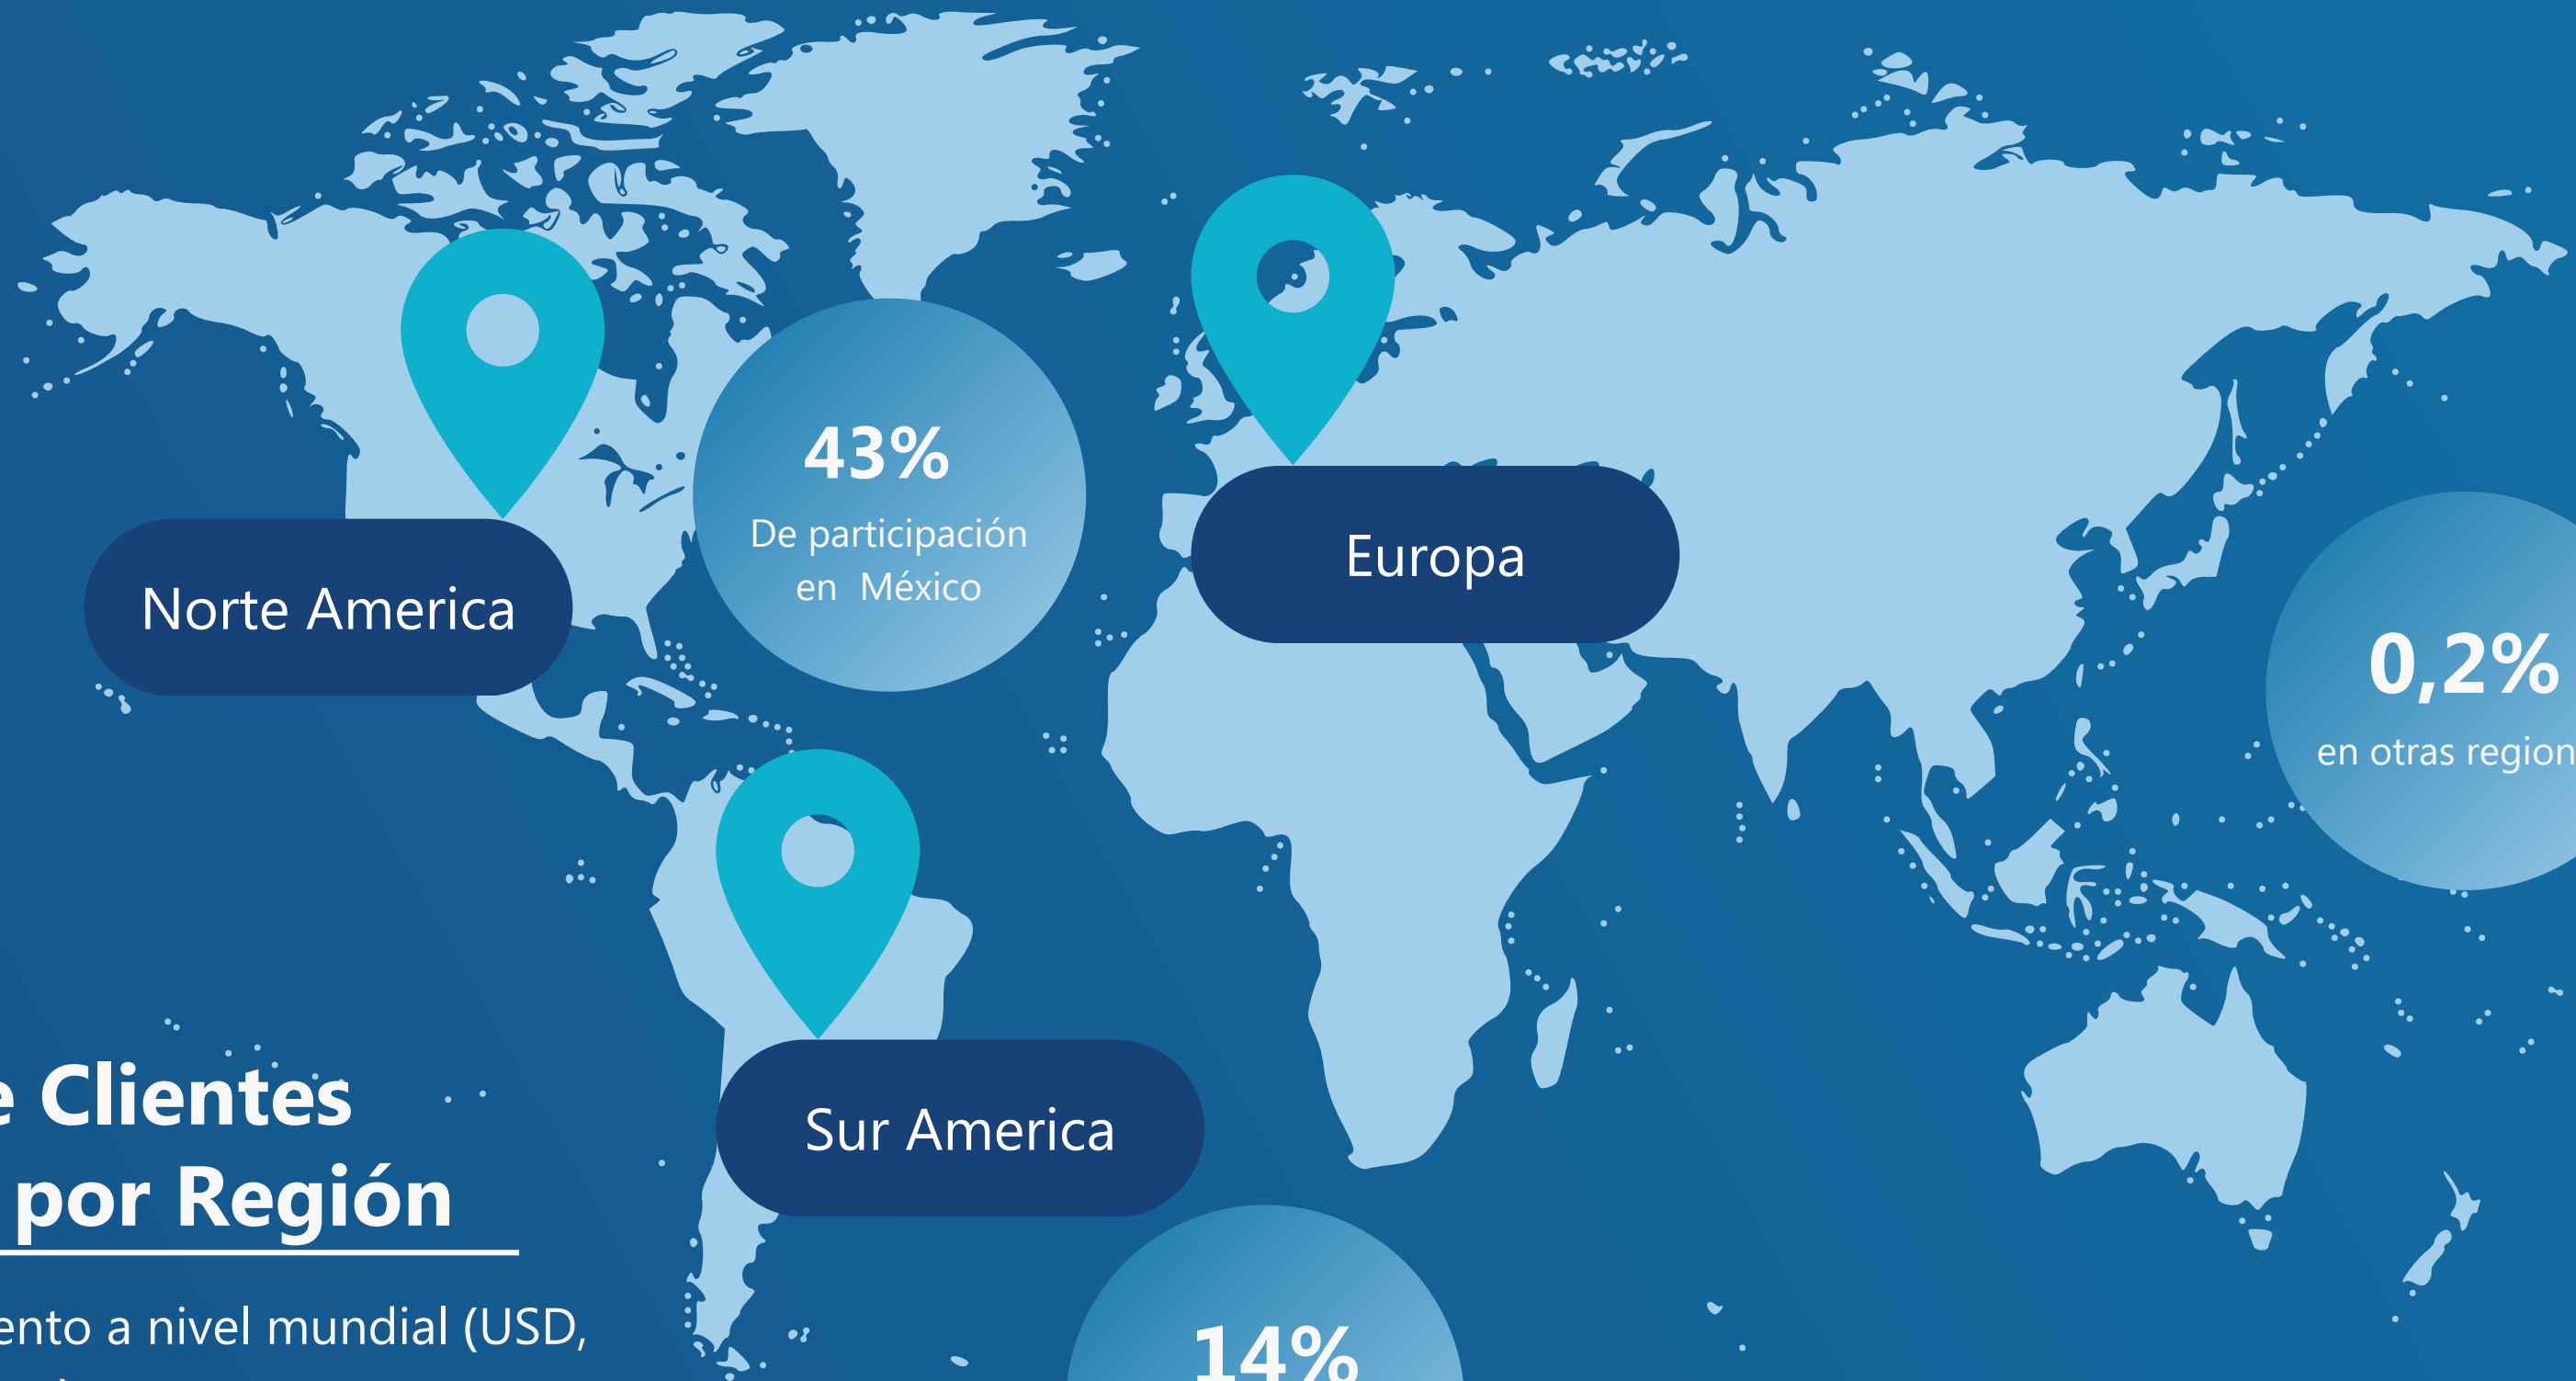 43%
De participación
en México
Europa
Norte America
0,2%
en otras region
Sur America
e Clientes
por Región
ento a nivel mundial (USD,
14%